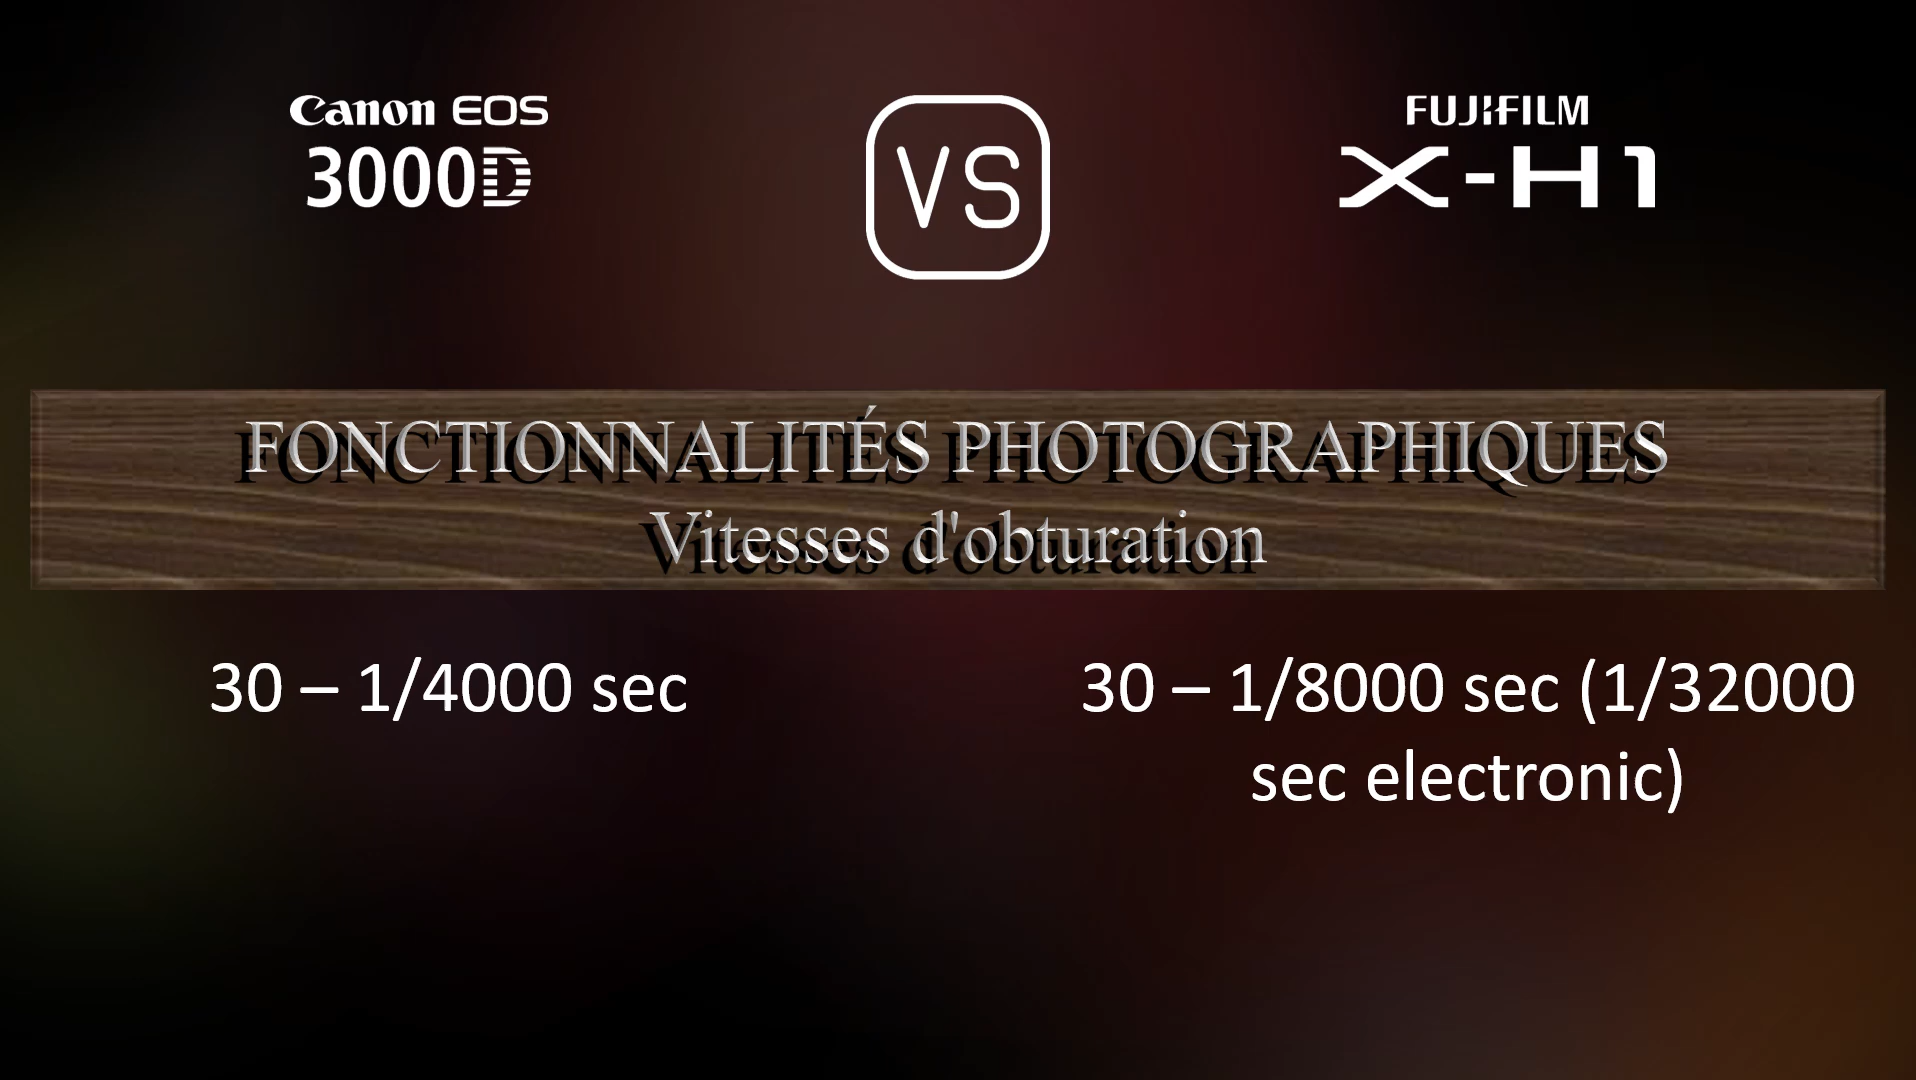 Canon EOS
3000D
VS
FUJIFILM
X-H1
FONCTIONNALITÉS PHOTOGRAPHIQUES
Vitesses d'obturation
30 – 1/4000 sec
30 – 1/8000 sec (1/32000
sec electronic)